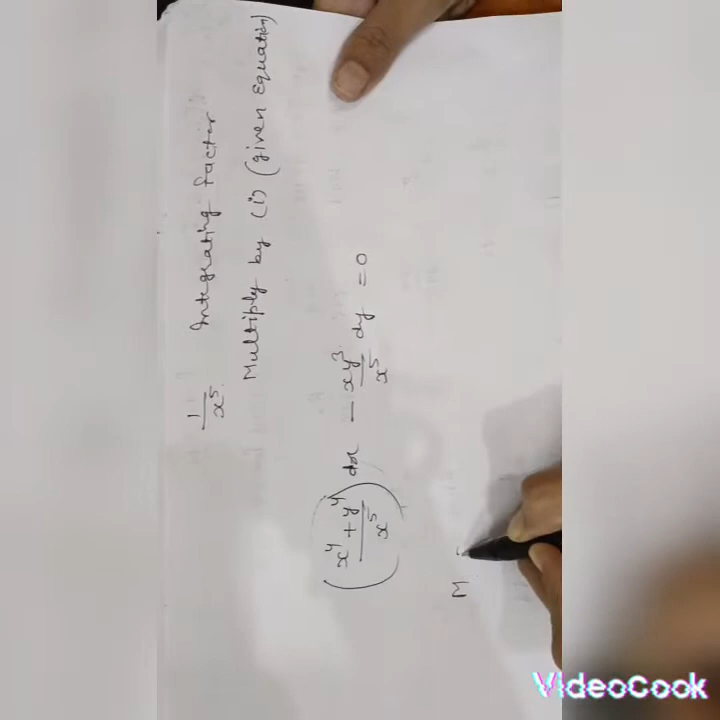 1/x⁵ Integrating factor
Multiply by (i) (given equation)
((x⁴ + y⁴)/x⁵) dx - xy³/x⁵ dy = 0
M
VideoCook